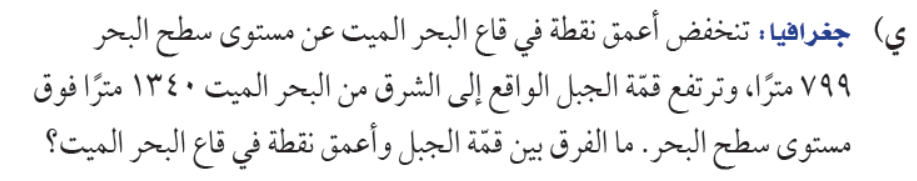 ي) جغرافيا: تنخفض أعمق نقطة في قاع البحر الميت عن مستوى سطح البحر
٧٩٩ مترًا، وترتفع قمّة الجبل الواقع إلى الشرق من البحر الميت ١٣٤٠ مترًا فوق
مستوى سطح البحر. ما الفرق بين قمّة الجبل وأعمق نقطة في قاع البحر الميت؟